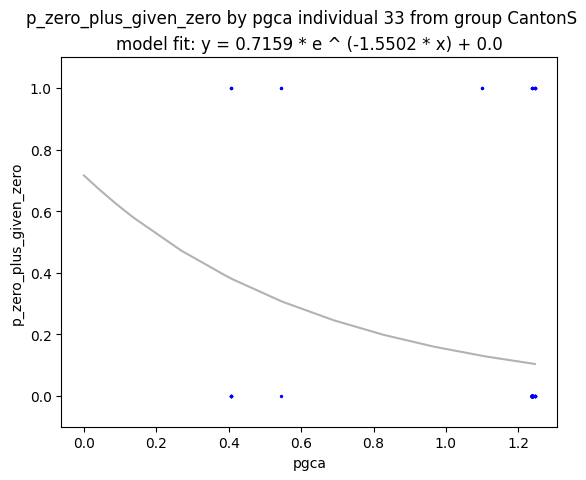 p_zero_plus_given_zero by pgca individual 33 from group CantonS
model fit: y = 0.7159 * e ^ (-1.5502 * x) + 0.0
1.0
0.8
0.6
0.4
0.2
0.0
p_zero_plus_given_zero
0.0 0.2 0.4 0.6 0.8 1.0 1.2
pgca